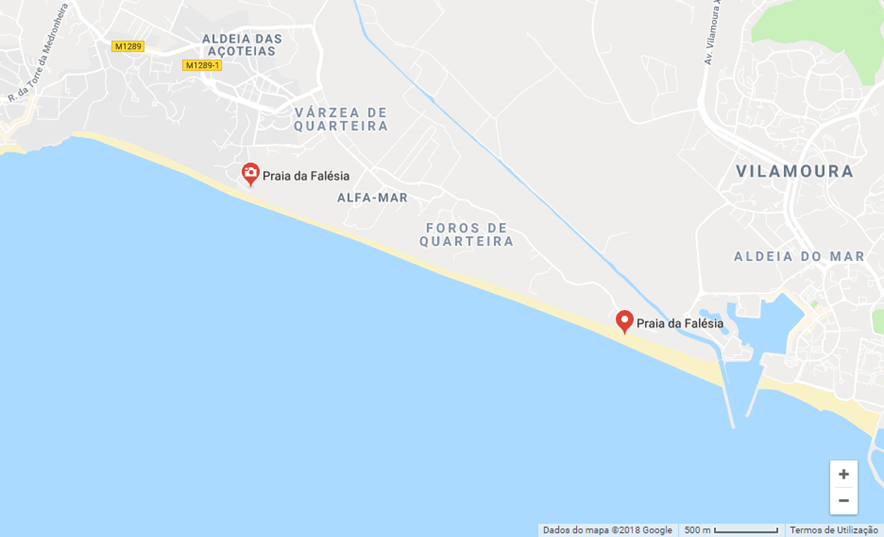 R. da Torre da Medronheira
M1289
M1289-1
ALDEIA DAS
AÇOTEIAS
Av. Vilamoura X
VÁRZEA DE
QUARTEIRA
Praia da Falésia
ALFA-MAR
VILAMOURA
FOROS DE
QUARTEIRA
ALDEIA DO MAR
Praia da Falésia
+
−
Dados do mapa ©2018 Google
500 m
Termos de Utilização